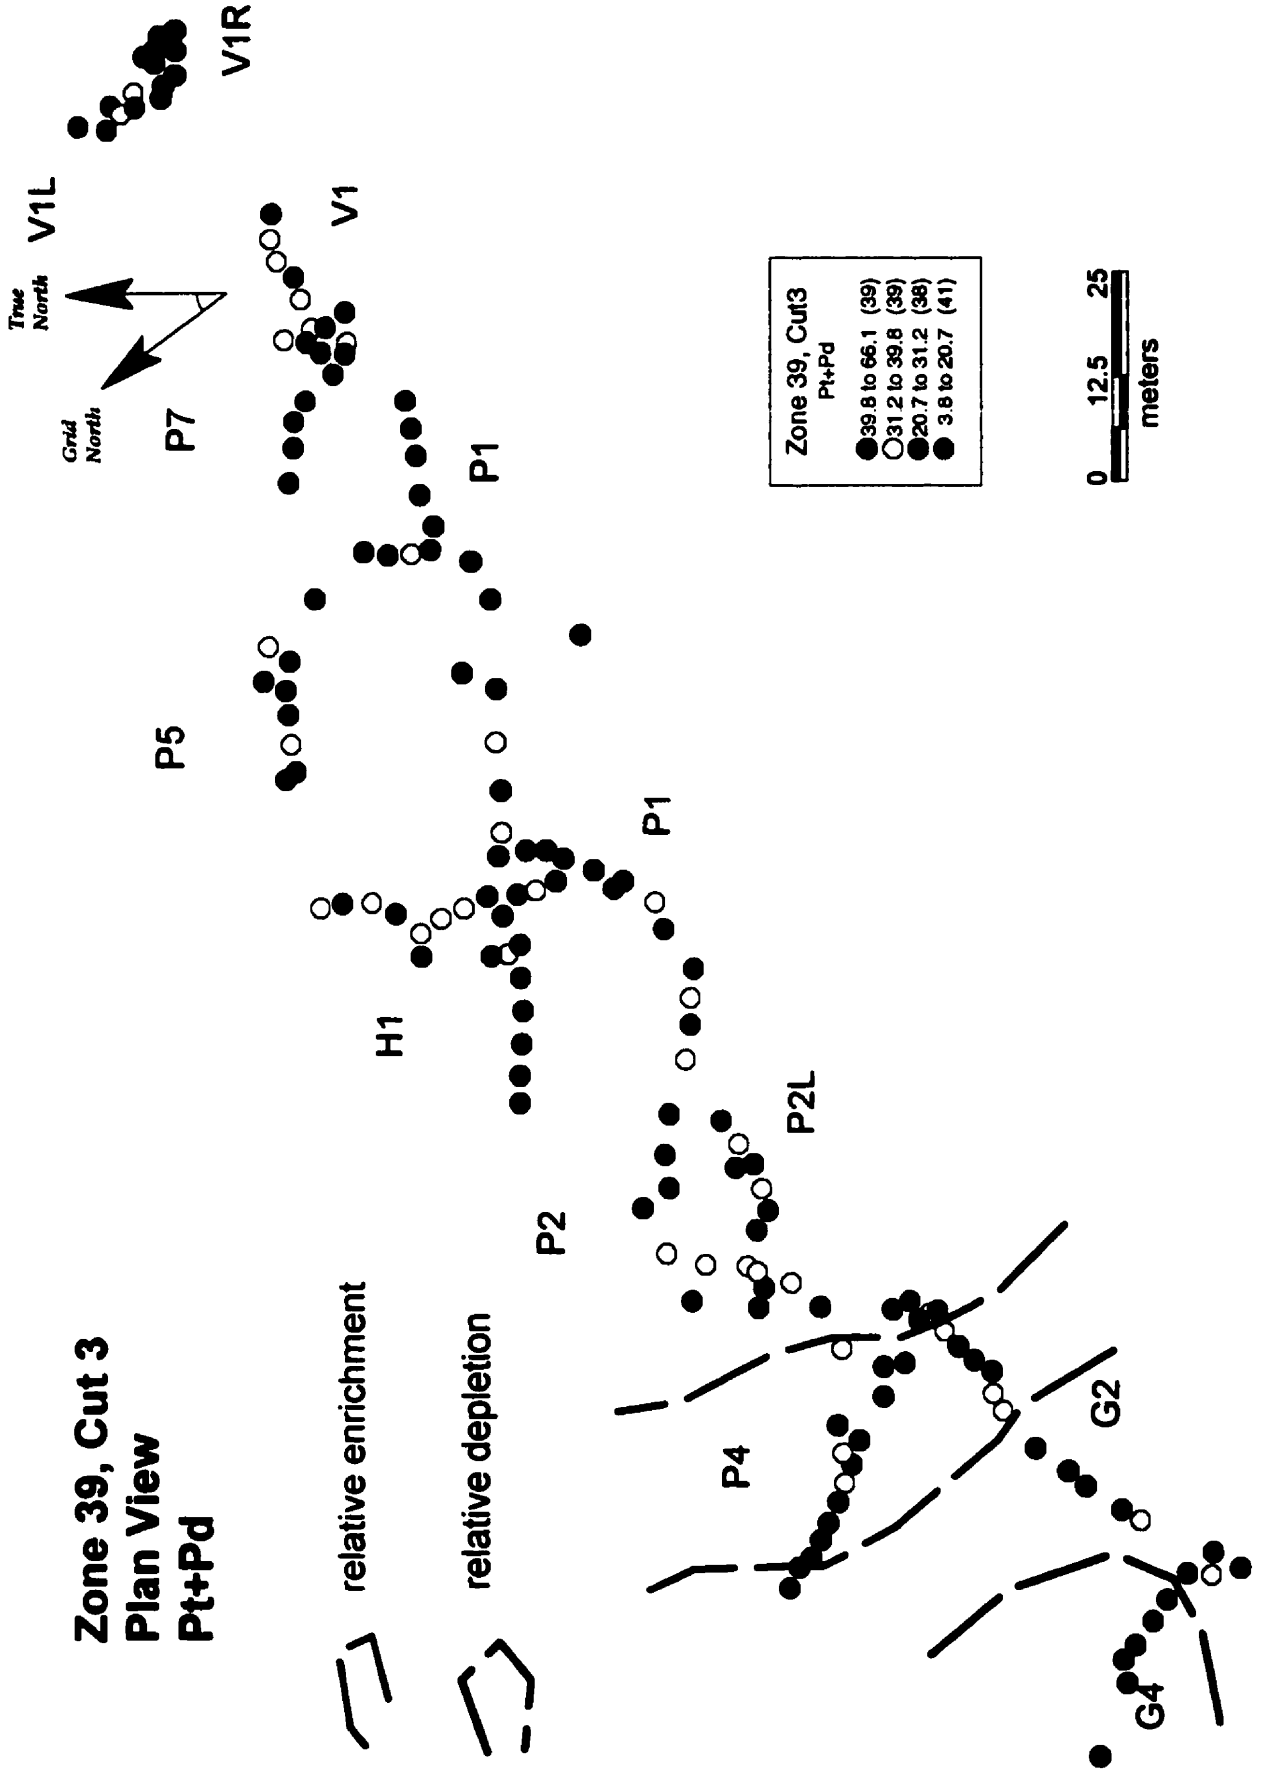 Zone 39, Cut 3
Plan View
Pt+Pd
relative enrichment
relative depletion
True
North
Grid
North
V1L
V1R
V1
P7
P1
P5
P1
H1
P2
P2L
P4
G2
G4
Zone 39, Cut3
Pt+Pd
39.8 to 66.1 (39)
31.2 to 39.8 (39)
20.7 to 31.2 (38)
3.8 to 20.7 (41)
0 12.5 25
meters